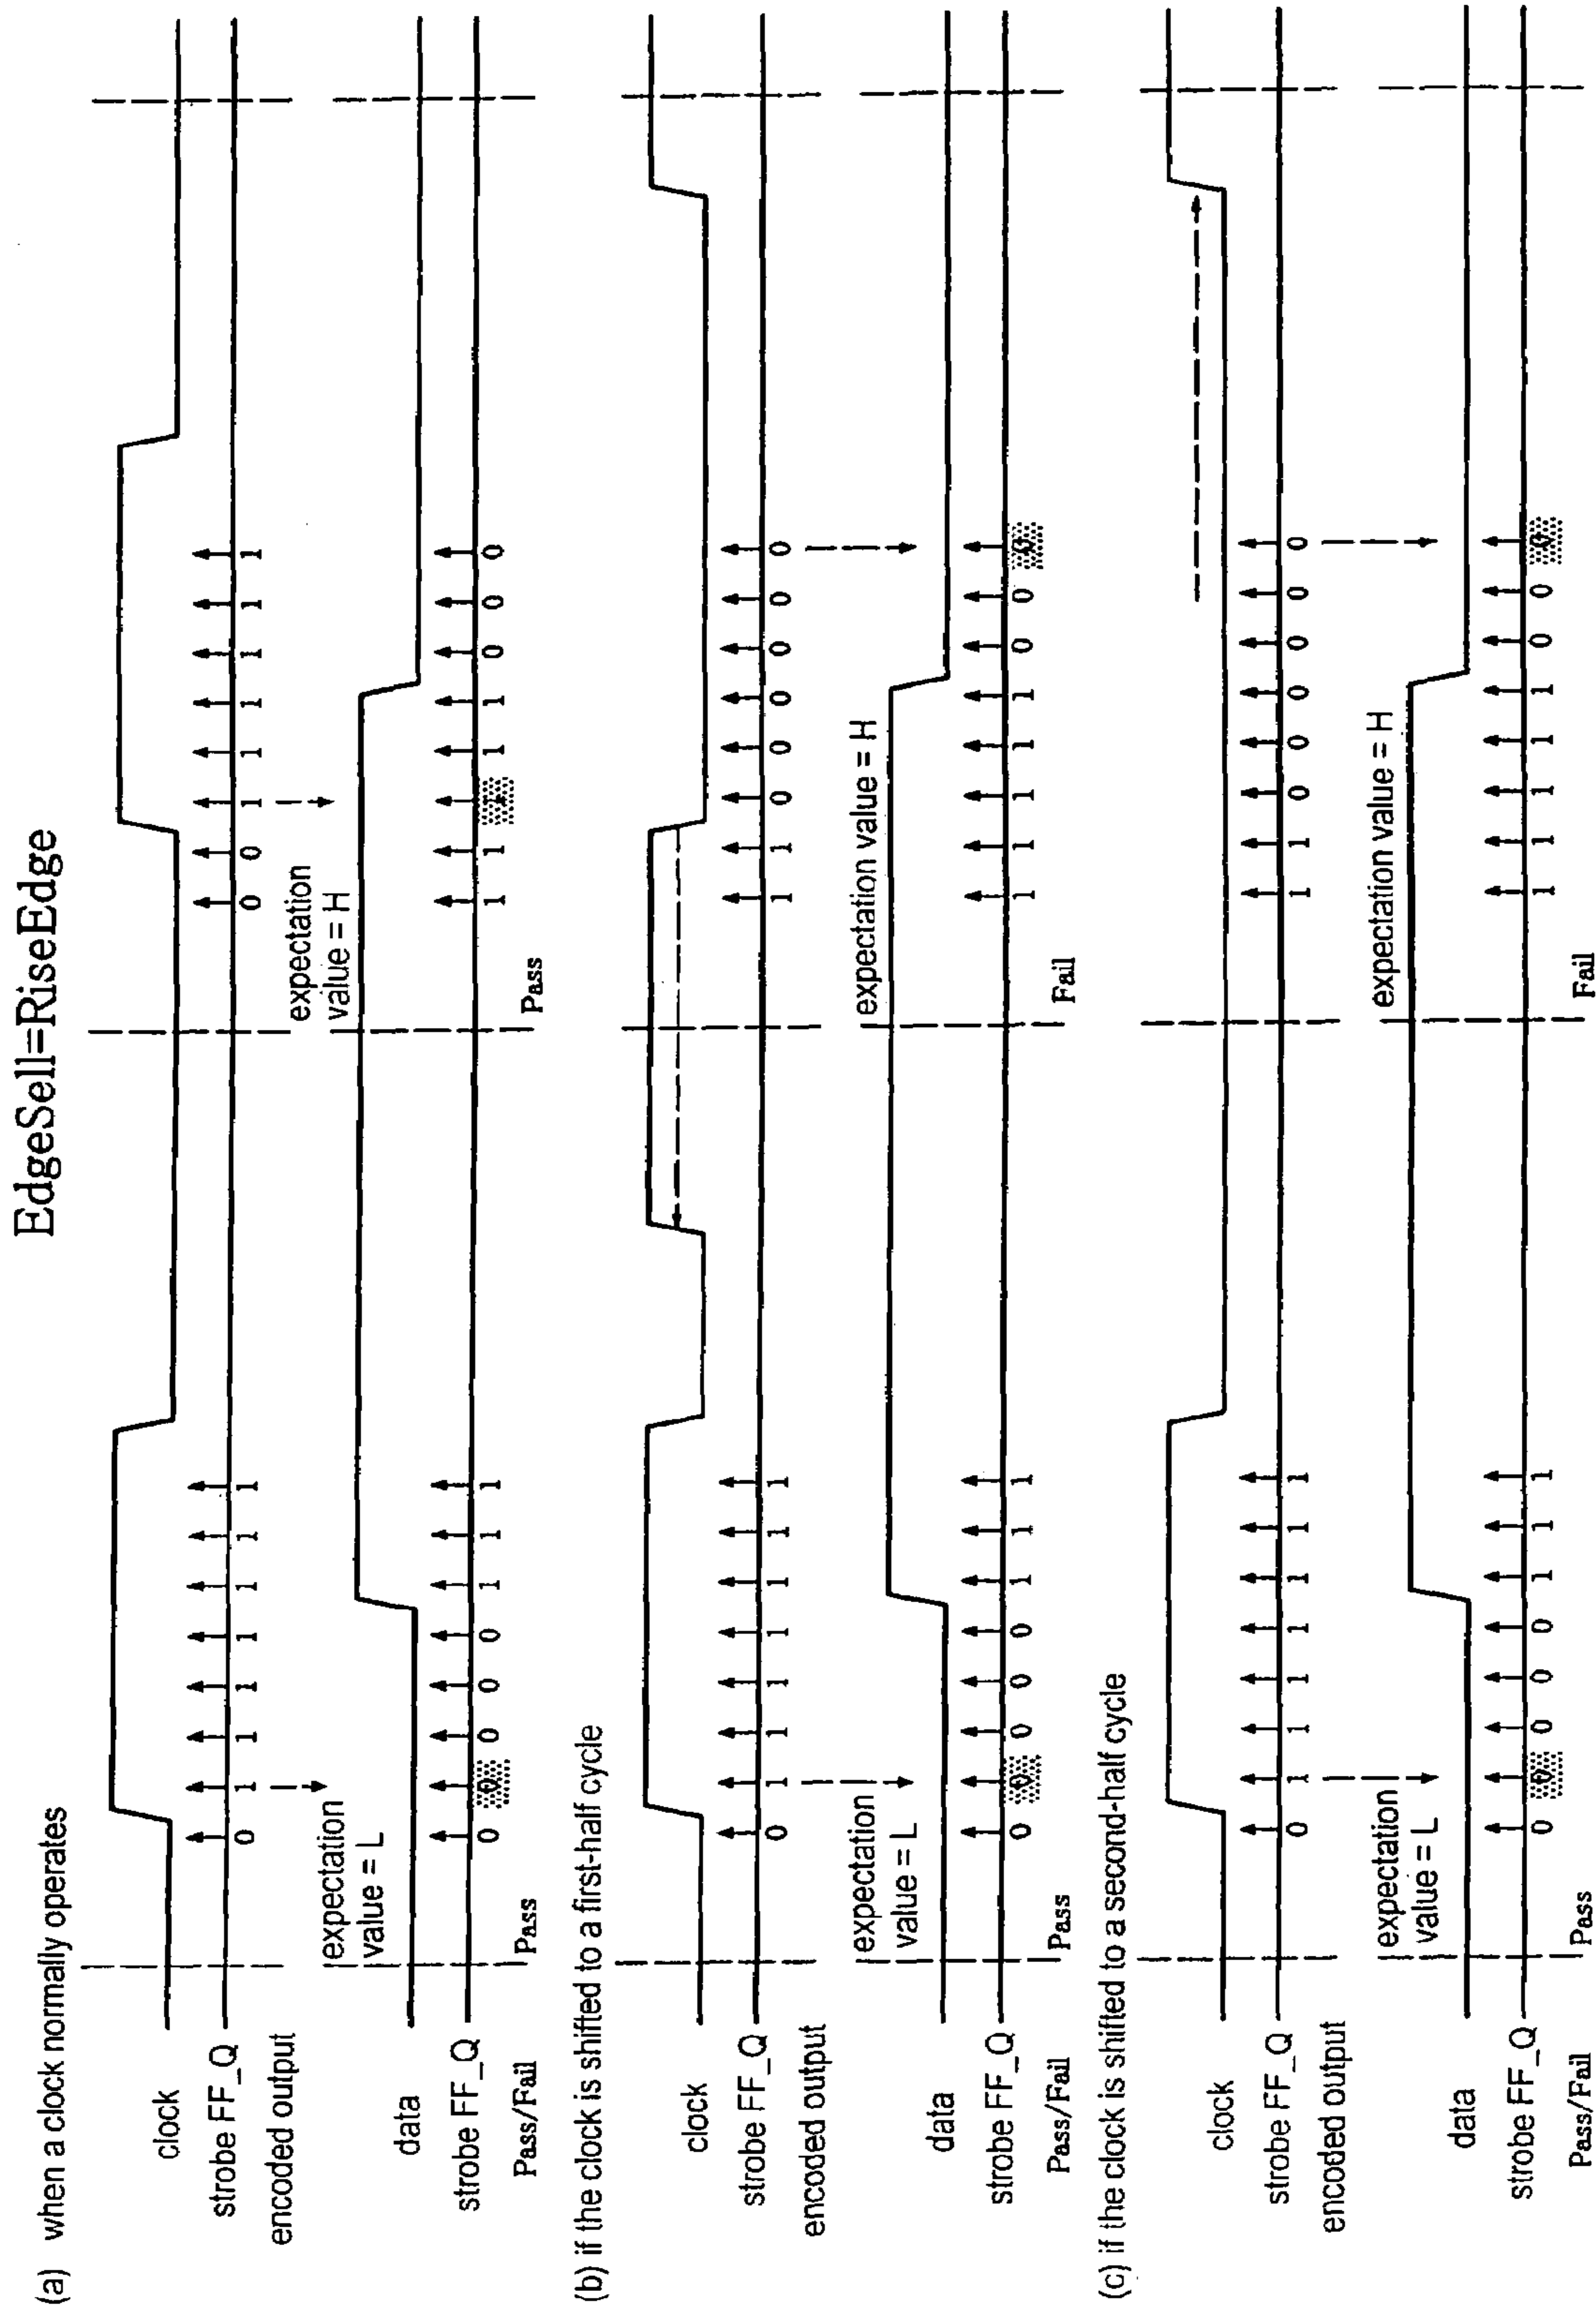 EdgeSell=RiseEdge
(a) when a clock normally operates
clock
strobe FF_Q 0 1 1 1 1 1 1 1 0 0 1 1 1 1 1 1
encoded output
expectation
value = L
expectation
value = H
data
strobe FF_Q 0 0 0 0 0 1 1 1 1 1 1 1 0 0 0
Pass/Fail Pass Pass
(b) if the clock is shifted to a first-half cycle
clock
strobe FF_Q 0 1 1 1 1 1 1 1 1 1 0 0 0 0 0 0
encoded output
expectation
value = L
expectation value = H
data
strobe FF_Q 0 0 0 0 0 1 1 1 1 1 1 1 1 0 0 0
Pass/Fail Pass Fail
(c) if the clock is shifted to a second-half cycle
clock
strobe FF_Q 0 1 1 1 1 1 1 1 1 1 0 0 0 0 0 0
encoded output
expectation
value = L
expectation value = H
data
strobe FF_Q 0 0 0 0 0 1 1 1 1 1 1 1 1 0 0 0
Pass/Fail Pass Fail